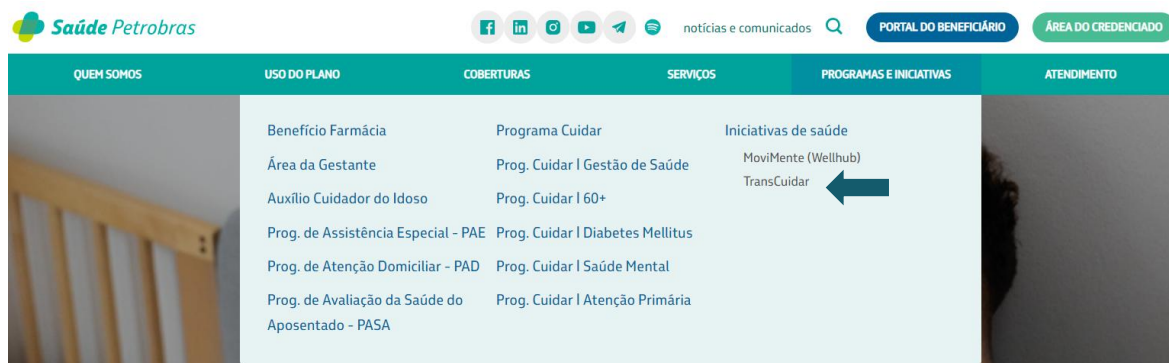 Saúde Petrobras
notícias e comunicados
PORTAL DO BENEFICIÁRIO
ÁREA DO CREDENCIADO
QUEM SOMOS
USO DO PLANO
COBERTURAS
SERVIÇOS
PROGRAMAS E INICIATIVAS
ATENDIMENTO
Benefício Farmácia
Área da Gestante
Auxílio Cuidador do Idoso
Prog. de Assistência Especial - PAE
Prog. de Atenção Domiciliar - PAD
Prog. de Avaliação da Saúde do
Aposentado - PASA
Programa Cuidar
Prog. Cuidar l Gestão de Saúde
Prog. Cuidar l 60+
Prog. Cuidar l Diabetes Mellitus
Prog. Cuidar l Saúde Mental
Prog. Cuidar l Atenção Primária
Iniciativas de saúde
MoviMente (Wellhub)
TransCuidar